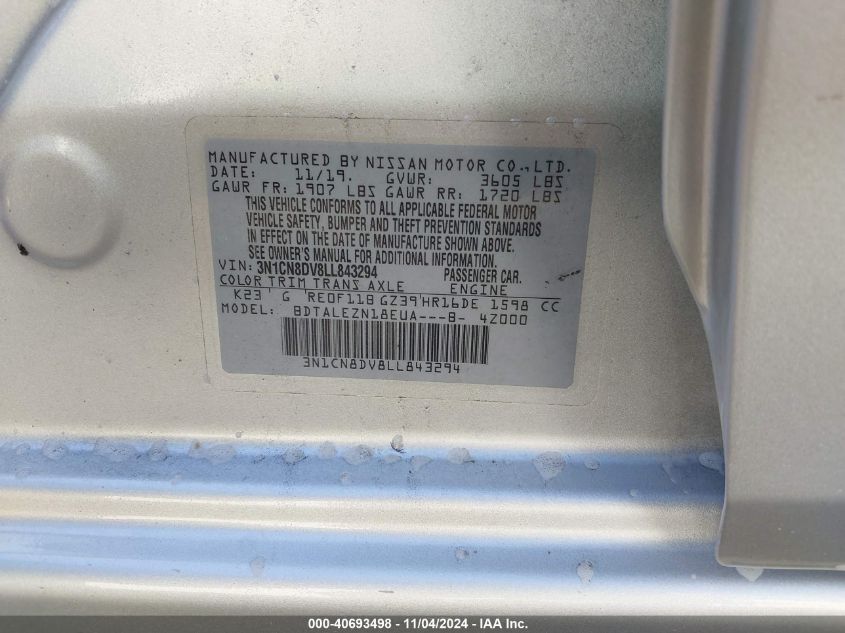 MANUFACTURED BY NISSAN MOTOR CO.,LTD.
DATE: 11/19. GVWR: 3605 LBS
GAWR FR: 1907 LBS GAWR RR: 1720 LBS
THIS VEHICLE CONFORMS TO ALL APPLICABLE FEDERAL MOTOR
VEHICLE SAFETY, BUMPER AND THEFT PREVENTION STANDARDS
IN EFFECT ON THE DATE OF MANUFACTURE SHOWN ABOVE.
SEE OWNER'S MANUAL FOR ADDITIONAL INFORMATION.
VIN: 3N1CN8DV8LL843294 PASSENGER CAR.
COLOR TRIM TRANS AXLE ENGINE
K23 G RE0F11B GZ39 HR16DE 1598 CC
MODEL: BDTALEZN18EUA---B- 4Z000
3N1CN8DV8LL843294
000-40693498 - 11/04/2024 - IAA Inc.